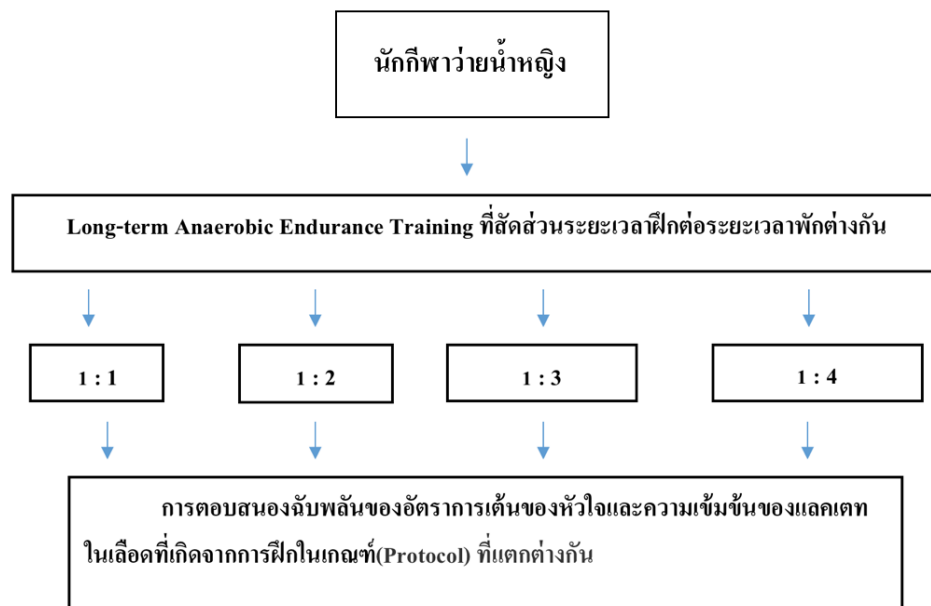 นักกีฬาว่ายน้ำหญิง
Long-term Anaerobic Endurance Training ที่สัดส่วนระยะเวลาฝึกต่อระยะเวลาพักต่างกัน
1 : 1
1 : 2
1 : 3
1 : 4
การตอบสนองฉับพลันของอัตราการเต้นของหัวใจและความเข้มข้นของแลคเตท
ในเลือดที่เกิดจากการฝึกในเกณฑ์(Protocol) ที่แตกต่างกัน